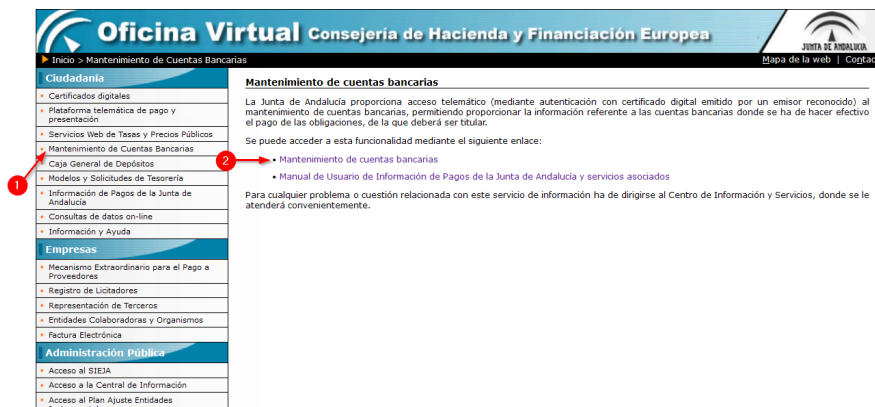 Oficina Virtual Consejería de Hacienda y Financiación Europea
JUNTA DE ANDALUCIA
Inicio > Mantenimiento de Cuentas Bancarias
Mapa de la web | Contac
Ciudadanía
Certificados digitales
Plataforma telemática de pago y
presentación
Servicios Web de Tasas y Precios Públicos
Mantenimiento de Cuentas Bancarias
Caja General de Depósitos
Modelos y Solicitudes de Tesorería
Información de Pagos de la Junta de
Andalucía
Consultas de datos on-line
Información y Ayuda
Empresas
Mecanismo Extraordinario para el Pago a
Proveedores
Registro de Licitadores
Representación de Terceros
Entidades Colaboradoras y Organismos
Factura Electrónica
Administración Pública
Acceso al SIEJA
Acceso a la Central de Información
Acceso al Plan Ajuste Entidades
1
Mantenimiento de cuentas bancarias
La Junta de Andalucía proporciona acceso telemático (mediante autenticación con certificado digital emitido por un emisor reconocido) al
mantenimiento de cuentas bancarias, permitiendo proporcionar la información referente a las cuentas bancarias donde se ha de hacer efectivo
el pago de las obligaciones, de la que deberá ser titular.
Se puede acceder a esta funcionalidad mediante el siguiente enlace:
2
• Mantenimiento de cuentas bancarias
• Manual de Usuario de Información de Pagos de la Junta de Andalucía y servicios asociados
Para cualquier problema o cuestión relacionada con este servicio de información ha de dirigirse al Centro de Información y Servicios, donde se le
atenderá convenientemente.